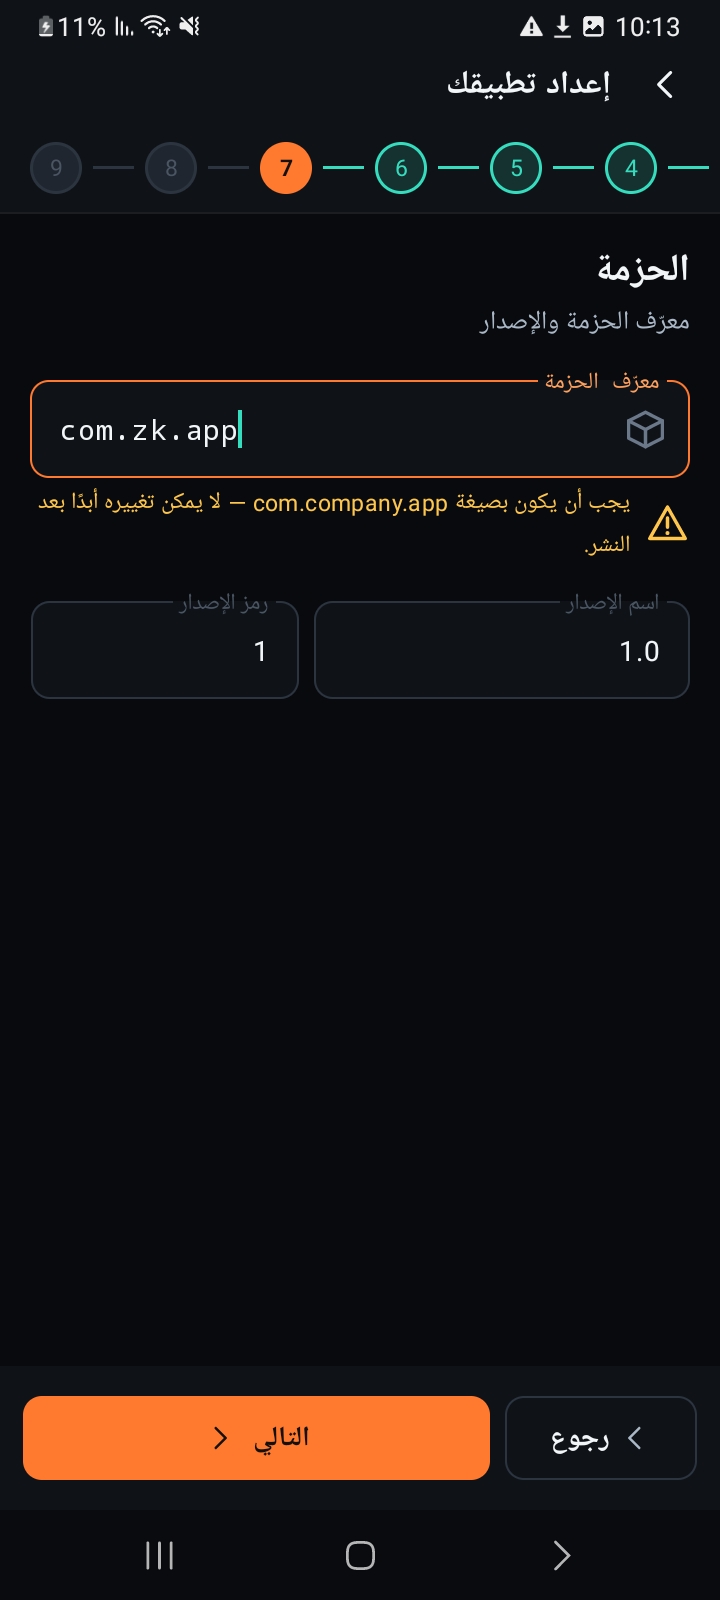 11% 10:13
إعداد تطبيقك
4 5 6 7 8 9
الحزمة
معرّف الحزمة والإصدار
معرّف الحزمة
com.zk.app
يجب أن يكون بصيغة com.company.app — لا يمكن تغييره أبدًا بعد
النشر.
اسم الإصدار رمز الإصدار
1.0 1
رجوع التالي